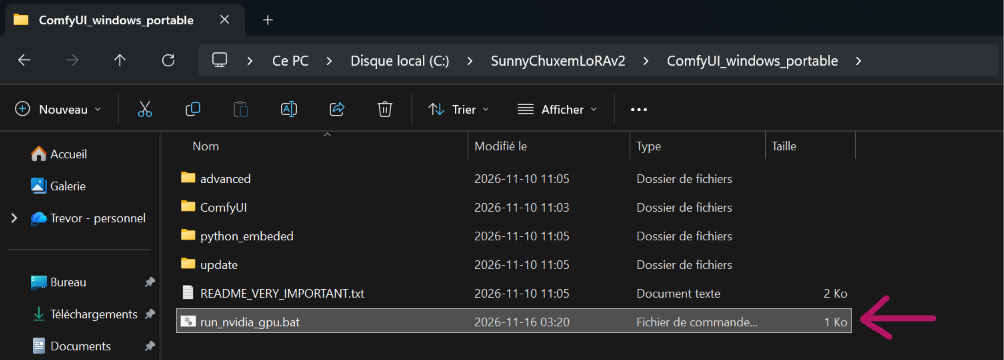 ComfyUI_windows_portable
Ce PC > Disque local (C:) > SunnyChuxemLoRAv2 > ComfyUI_windows_portable >
Nouveau Trier Afficher
Nom Modifié le Type Taille
Accueil
Galerie
Trevor - personnel
Bureau
Téléchargements
Documents
advanced 2026-11-10 11:05 Dossier de fichiers
ComfyUI 2026-11-10 11:03 Dossier de fichiers
python_embeded 2026-11-10 11:05 Dossier de fichiers
update 2026-11-10 11:05 Dossier de fichiers
README_VERY_IMPORTANT.txt 2026-11-10 11:05 Document texte 2 Ko
run_nvidia_gpu.bat 2026-11-16 03:20 Fichier de commande... 1 Ko